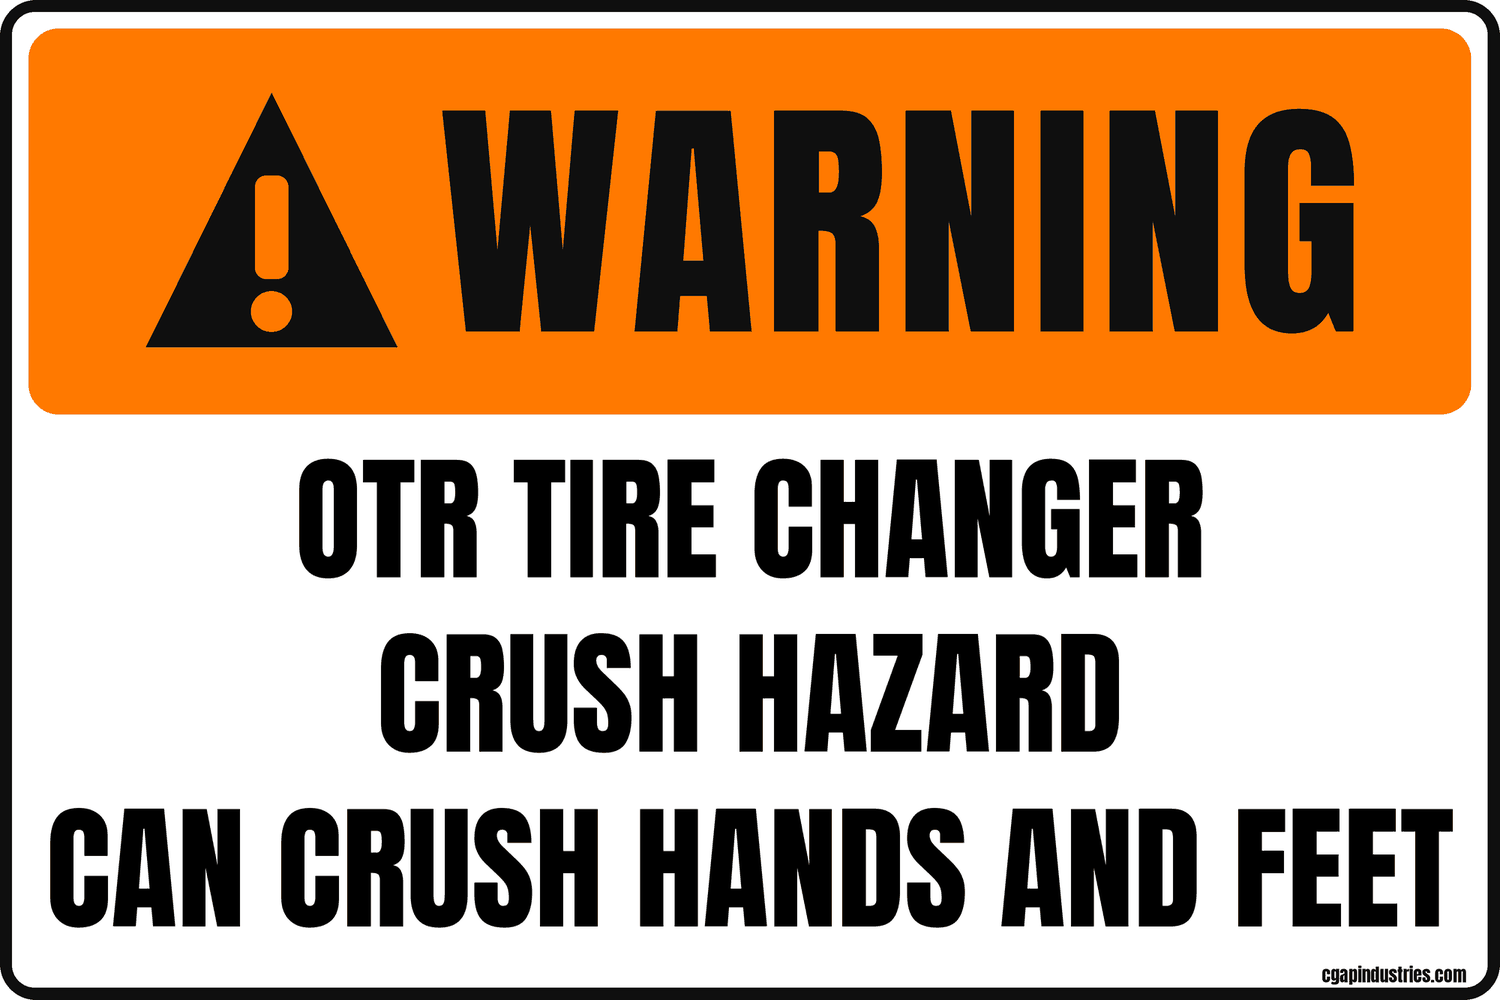 WARNING
OTR TIRE CHANGER
CRUSH HAZARD
CAN CRUSH HANDS AND FEET
cgapindustries.com